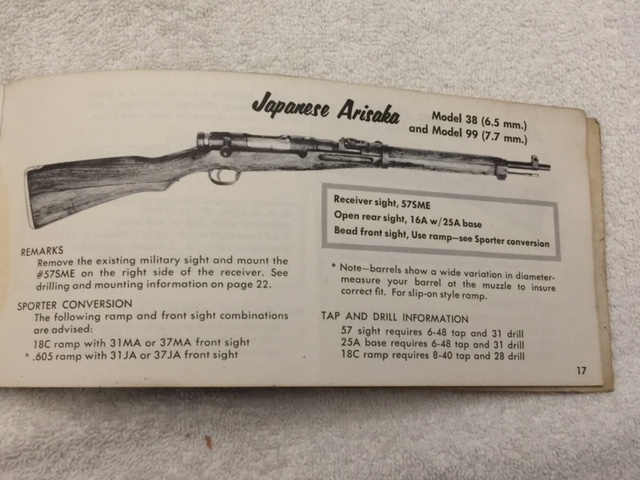 Japanese Arisaka
Model 38 (6.5 mm.)
and Model 99 (7.7 mm.)
Receiver sight, 57SME
Open rear sight, 16A w/25A base
Bead front sight, Use ramp—see Sporter conversion
REMARKS
Remove the existing military sight and mount the
#57SME on the right side of the receiver. See
drilling and mounting information on page 22.
SPORTER CONVERSION
The following ramp and front sight combinations
are advised:
18C ramp with 31MA or 37MA front sight
* .605 ramp with 31JA or 37JA front sight
* Note—barrels show a wide variation in diameter-
measure your barrel at the muzzle to insure
correct fit. For slip-on style ramp.
TAP AND DRILL INFORMATION
57 sight requires 6-48 tap and 31 drill
25A base requires 6-48 tap and 31 drill
18C ramp requires 8-40 tap and 28 drill
17